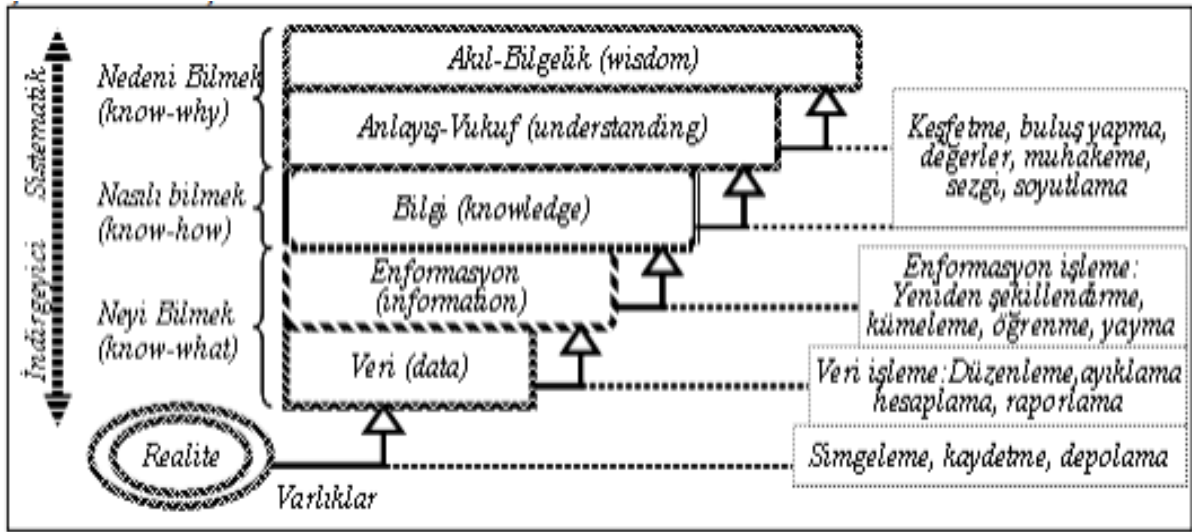 Sistematik
İndirgeyici
Nedeni Bilmek
(know-why)
Nasılı bilmek
(know-how)
Neyi Bilmek
(know-what)
Akıl-Bilgelik (wisdom)
Anlayış-Vukuf (understanding)
Bilgi (knowledge)
Enformasyon
(information)
Veri (data)
Realite
Varlıklar
Keşfetme, buluş yapma,
değerler, muhakeme,
sezgi, soyutlama
Enformasyon işleme:
Yeniden şekillendirme,
kümeleme, öğrenme, yayma
Veri işleme:Düzenleme,ayıklama
hesaplama, raporlama
Simgeleme, kaydetme, depolama